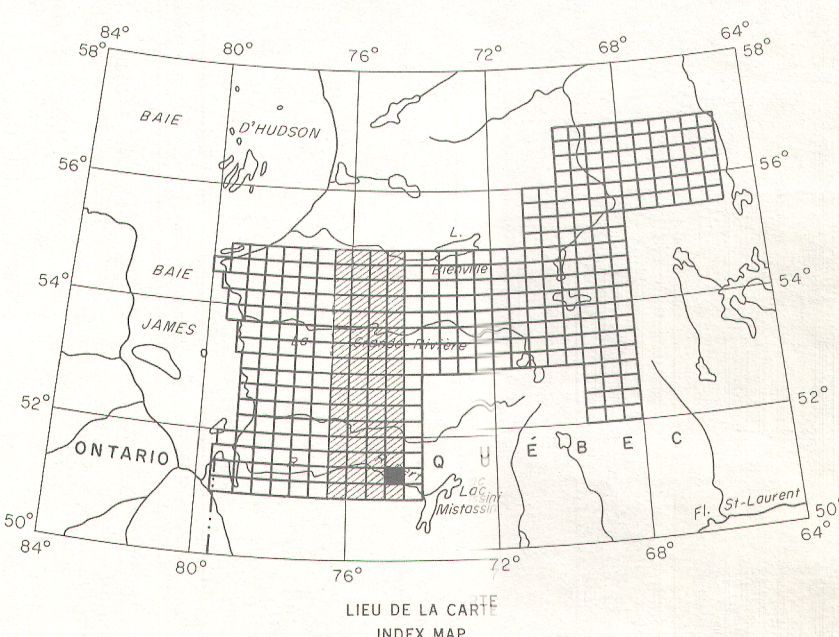 84° 80° 76° 72° 68° 64°
58° 58°
BAIE D'HUDSON
56° 56°
L.
Bienville
BAIE
54° 54°
JAMES
La Grande-Rivière
52° 52°
ONTARIO
Q U É B E C
Lac
Mistassini
Fl. St-Laurent
50° 50°
84° 80° 76° 72° 68° 64°
LIEU DE LA CARTE
INDEX MAP